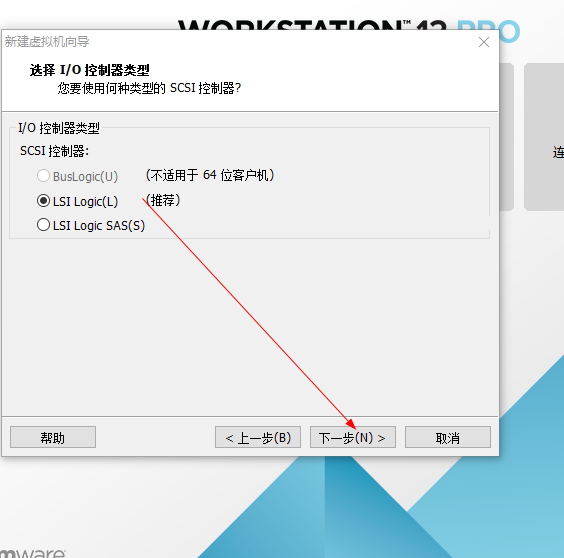 WORKSTATION™ 12 PRO
新建虚拟机向导
选择 I/O 控制器类型
您要使用何种类型的 SCSI 控制器?
I/O 控制器类型
SCSI 控制器:
BusLogic(U) (不适用于 64 位客户机)
LSI Logic(L) (推荐)
LSI Logic SAS(S)
连
帮助 < 上一步(B) 下一步(N) > 取消
mware